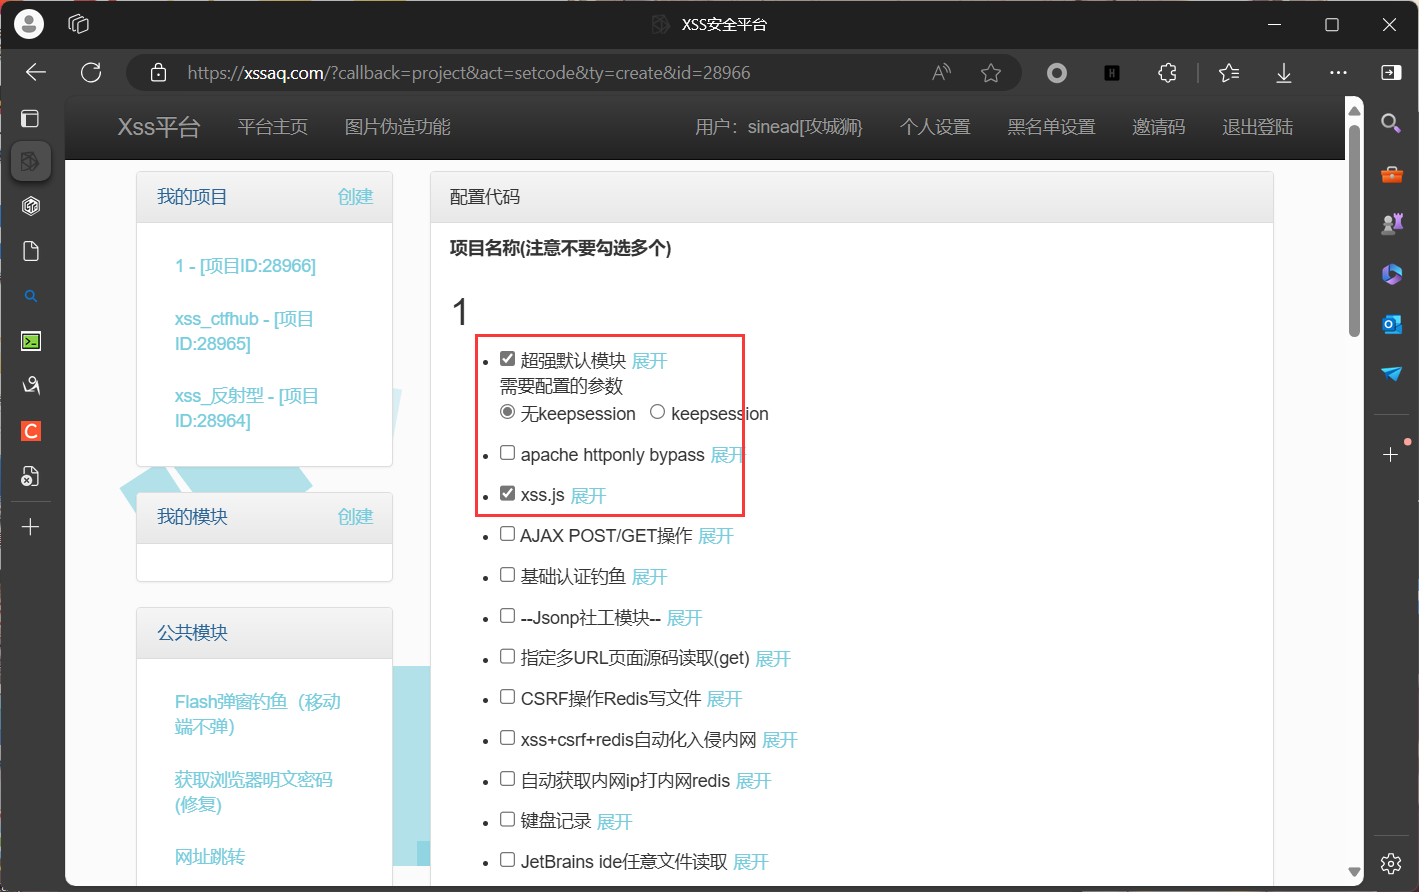 XSS安全平台
https://xssaq.com/?callback=project&act=setcode&ty=create&id=28966
Xss平台
平台主页
图片伪造功能
用户：sinead[攻城狮]
个人设置
黑名单设置
邀请码
退出登陆
我的项目
创建
1 - [项目ID:28966]
xss_ctfhub - [项目
ID:28965]
xss_反射型 - [项目
ID:28964]
我的模块
创建
公共模块
Flash弹窗钓鱼（移动
端不弹）
获取浏览器明文密码
(修复)
网址跳转
配置代码
项目名称(注意不要勾选多个)
1
超强默认模块 展开
需要配置的参数
无keepsession keepsession
apache httponly bypass 展开
xss.js 展开
AJAX POST/GET操作 展开
基础认证钓鱼 展开
--Jsonp社工模块-- 展开
指定多URL页面源码读取(get) 展开
CSRF操作Redis写文件 展开
xss+csrf+redis自动化入侵内网 展开
自动获取内网ip打内网redis 展开
键盘记录 展开
JetBrains ide任意文件读取 展开